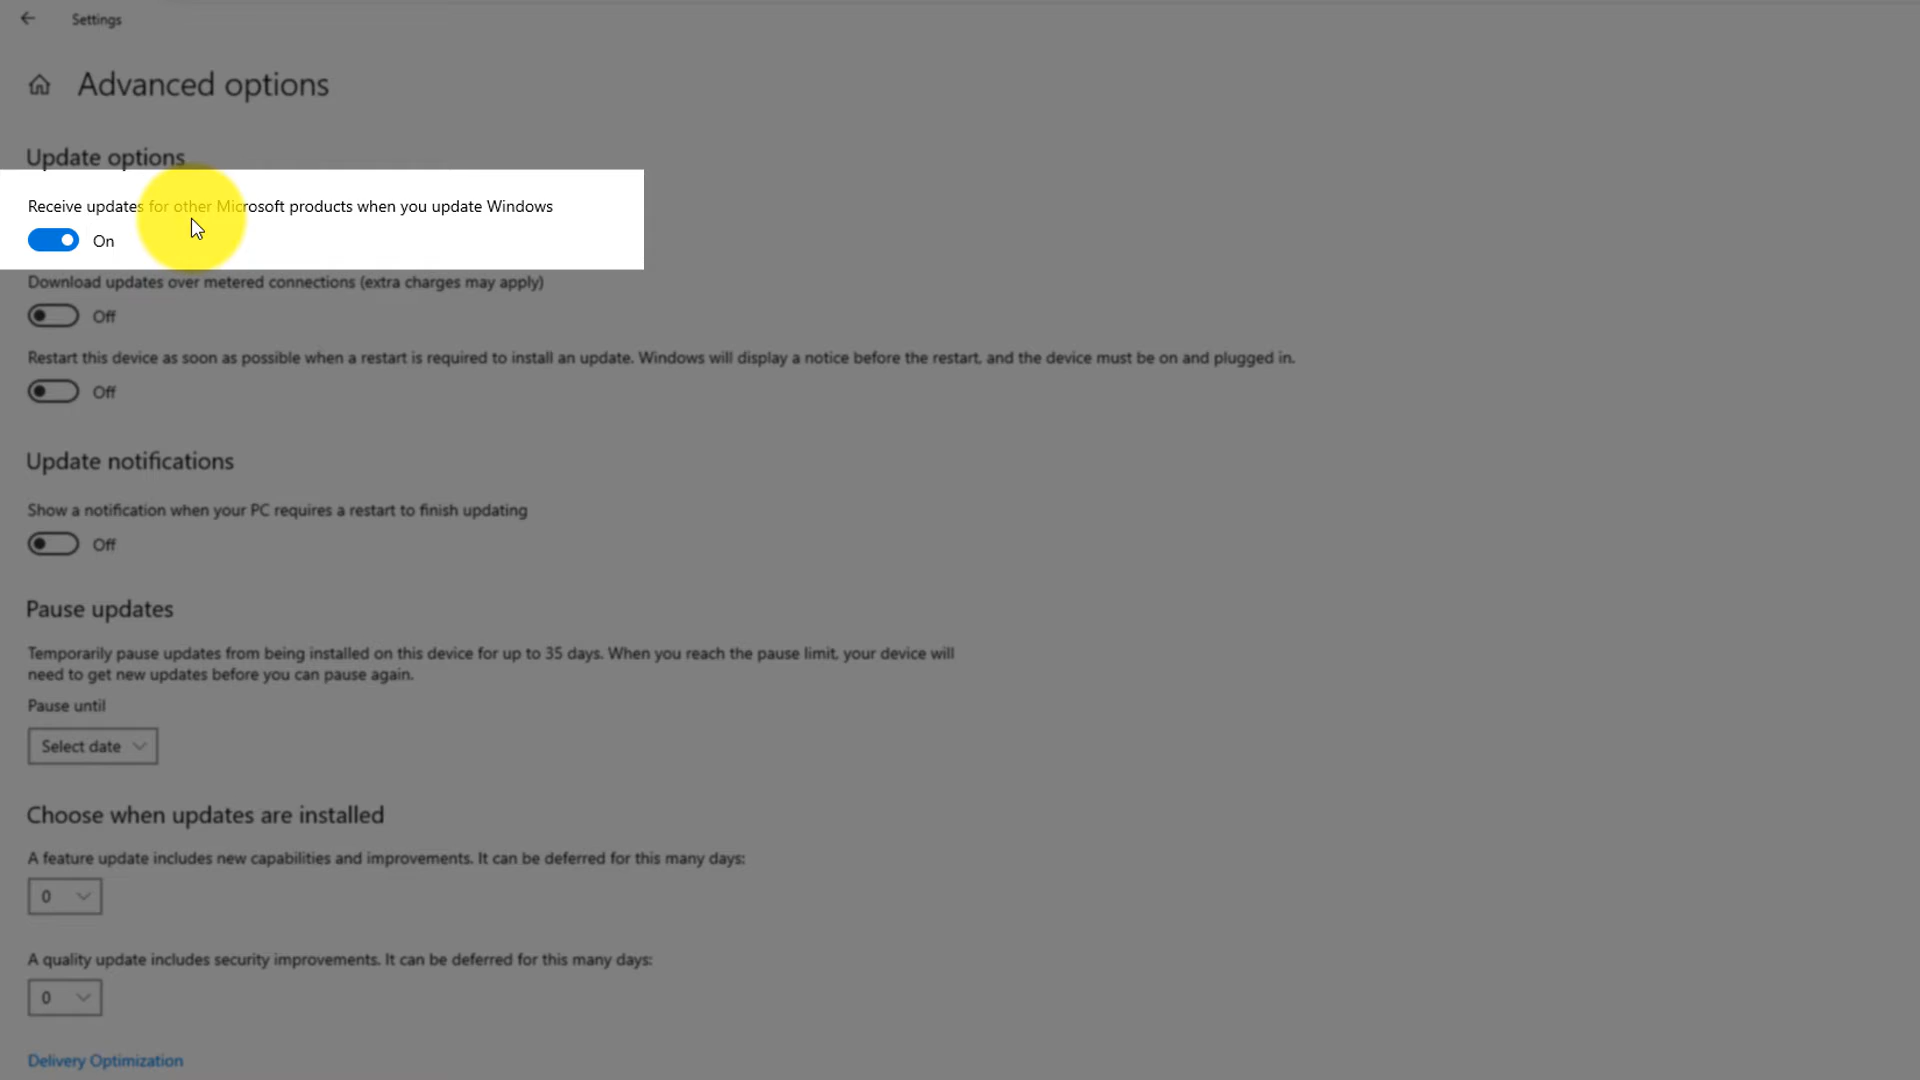 Settings
Advanced options
Update options
Receive updates for other Microsoft products when you update Windows
On
Download updates over metered connections (extra charges may apply)
Off
Restart this device as soon as possible when a restart is required to install an update. Windows will display a notice before the restart, and the device must be on and plugged in.
Off
Update notifications
Show a notification when your PC requires a restart to finish updating
Off
Pause updates
Temporarily pause updates from being installed on this device for up to 35 days. When you reach the pause limit, your device will
need to get new updates before you can pause again.
Pause until
Select date
Choose when updates are installed
A feature update includes new capabilities and improvements. It can be deferred for this many days:
0
A quality update includes security improvements. It can be deferred for this many days:
0
Delivery Optimization